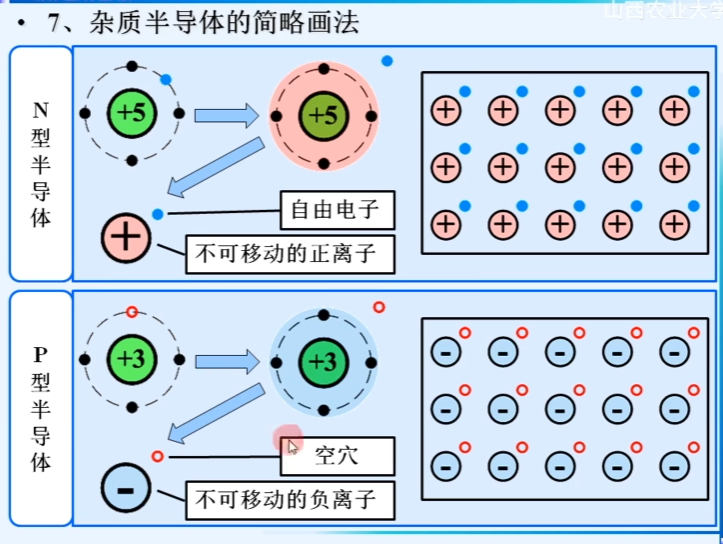 • 7、杂质半导体的简略画法
山西农业大学
N型半导体
+5
+5
自由电子
+
不可移动的正离子
+ + + + +
+ + + + +
+ + + + +
P型半导体
+3
+3
空穴
-
不可移动的负离子
- - - - -
- - - - -
- - - - -